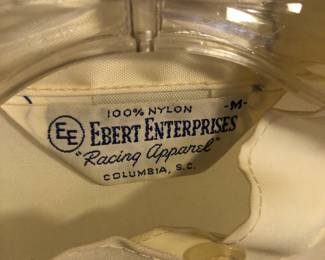 100% NYLON -M-
EE EBERT ENTERPRISES
"Racing Apparel"
COLUMBIA, S.C.